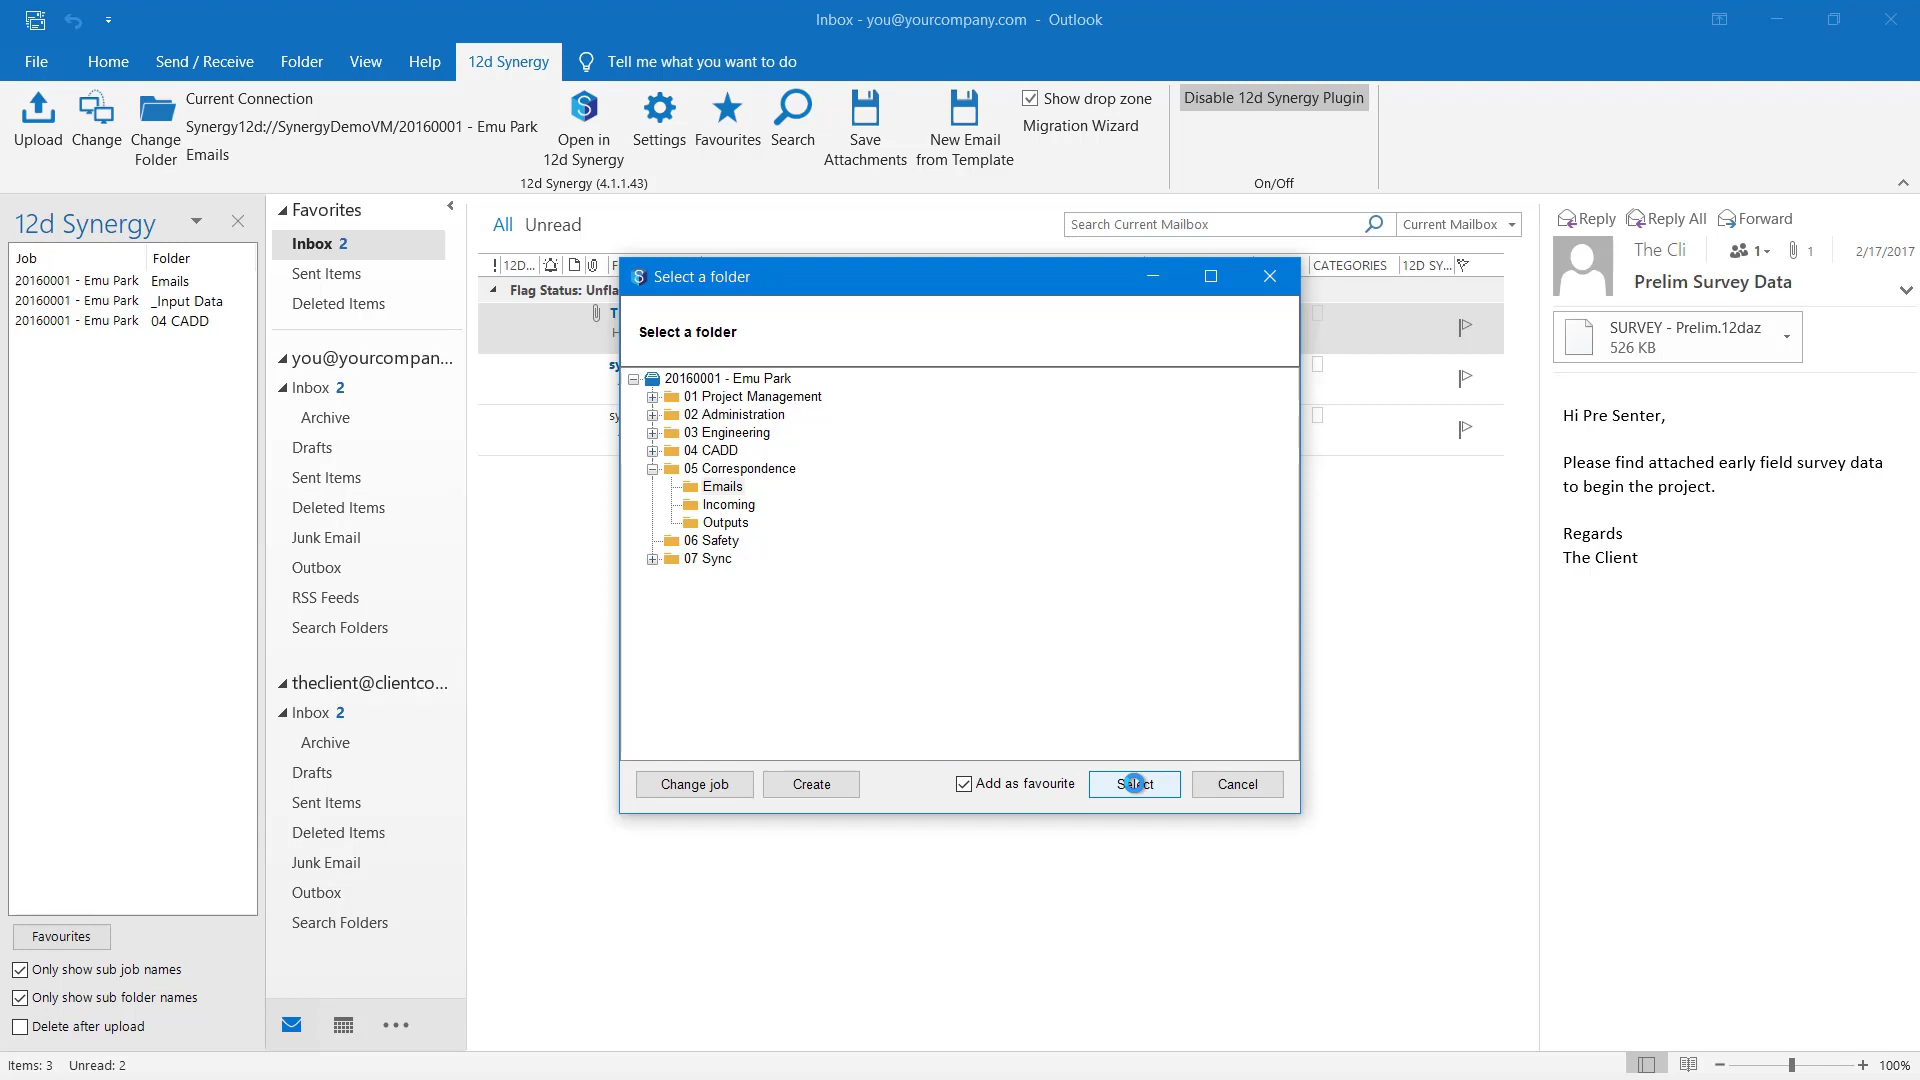 Inbox - you@yourcompany.com - Outlook
File Home Send / Receive Folder View Help 12d Synergy Tell me what you want to do
Upload
Change
Change
Folder
Current Connection
Synergy12d://SynergyDemoVM/20160001 - Emu Park
Emails
Open in
12d Synergy
Settings
Favourites
Search
Save
Attachments
New Email
from Template
Show drop zone
Migration Wizard
12d Synergy (4.1.1.43)
Disable 12d Synergy Plugin
On/Off
12d Synergy
Job Folder
20160001 - Emu Park Emails
20160001 - Emu Park _Input Data
20160001 - Emu Park 04 CADD
Favourites
Only show sub job names
Only show sub folder names
Delete after upload
Favorites
Inbox 2
Sent Items
Deleted Items
you@yourcompan...
Inbox 2
Archive
Drafts
Sent Items
Deleted Items
Junk Email
Outbox
RSS Feeds
Search Folders
theclient@clientco...
Inbox 2
Archive
Drafts
Sent Items
Deleted Items
Junk Email
Outbox
Search Folders
All Unread
Search Current Mailbox
Current Mailbox
12D... CATEGORIES 12D SY...
Flag Status: Unfla
Select a folder
Select a folder
20160001 - Emu Park
01 Project Management
02 Administration
03 Engineering
04 CADD
05 Correspondence
Emails
Incoming
Outputs
06 Safety
07 Sync
Change job
Create
Add as favourite
Select
Cancel
Reply Reply All Forward
The Cli 1 1 2/17/2017
Prelim Survey Data
SURVEY - Prelim.12daz
526 KB
Hi Pre Senter,
Please find attached early field survey data
to begin the project.
Regards
The Client
Items: 3 Unread: 2
100%